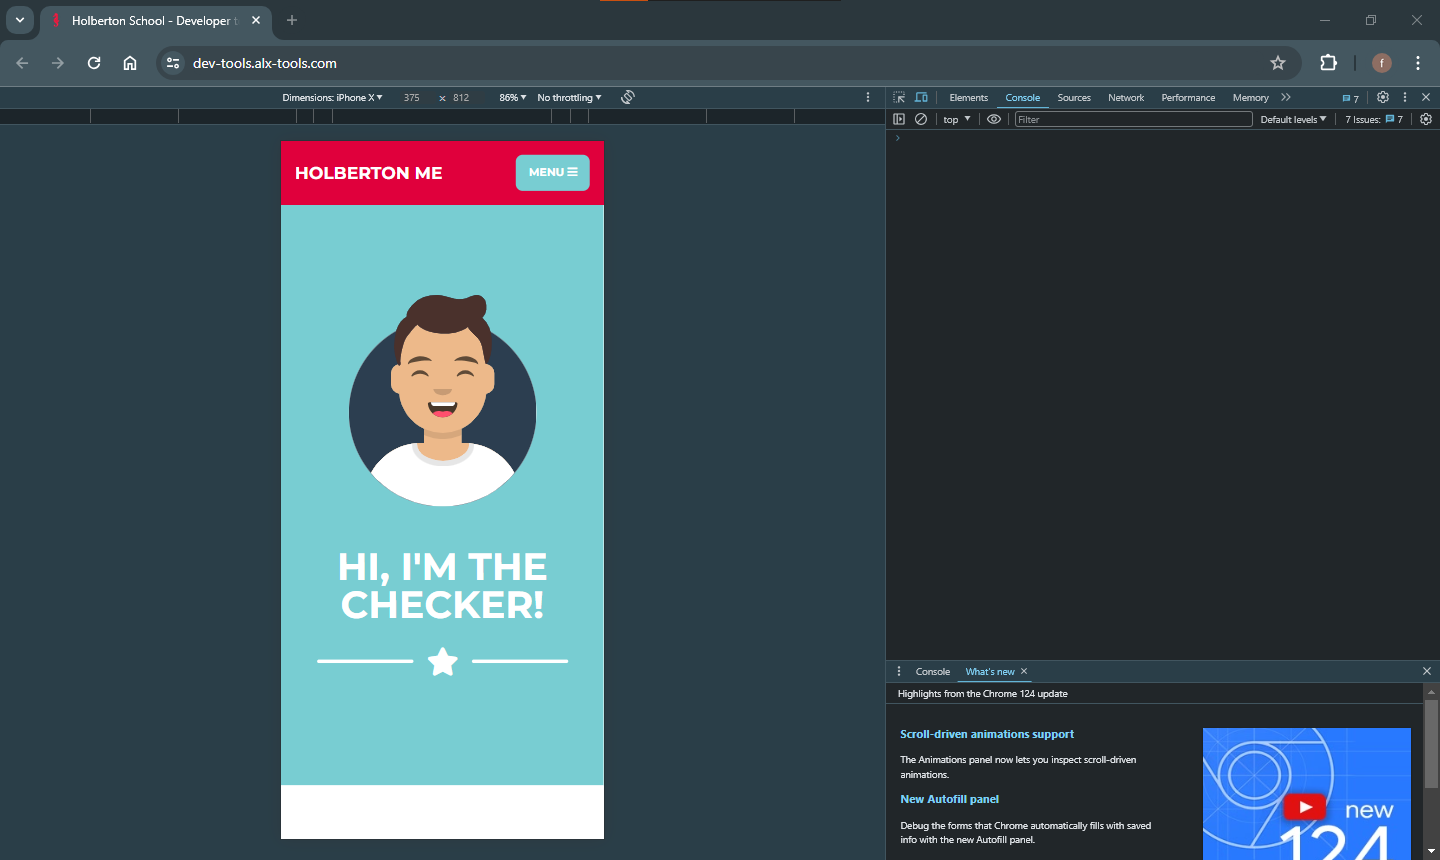 Holberton School - Developer t
dev-tools.alx-tools.com
f
Dimensions: iPhone X 375 × 812 86% No throttling
Elements Console Sources Network Performance Memory 7
top Filter Default levels 7 Issues: 7
HOLBERTON ME
MENU
HI, I'M THE
CHECKER!
Console What's new
Highlights from the Chrome 124 update
Scroll-driven animations support
The Animations panel now lets you inspect scroll-driven
animations.
New Autofill panel
Debug the forms that Chrome automatically fills with saved
info with the new Autofill panel.
new
124